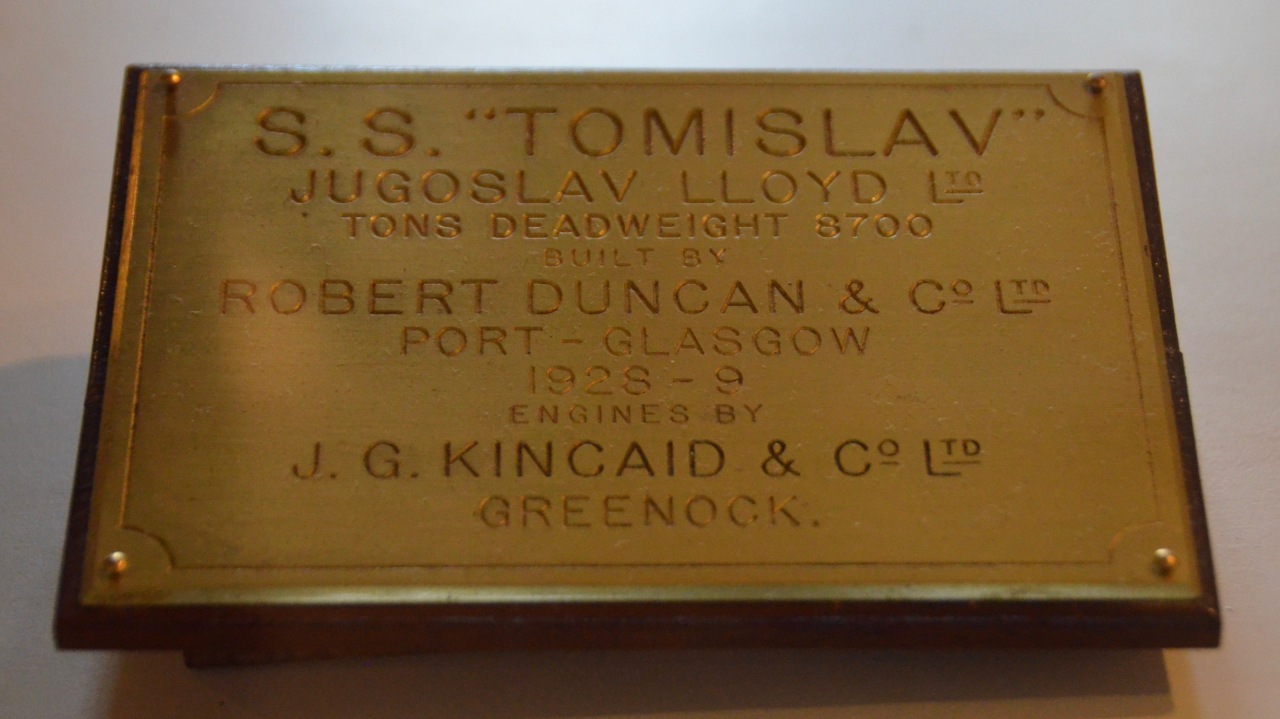 S. S. “TOMISLAV”
JUGOSLAV LLOYD LTD
TONS DEADWEIGHT 8700
BUILT BY
ROBERT DUNCAN & Co LTD
PORT - GLASGOW
1928 - 9
ENGINES BY
J. G. KINCAID & Co LTD
GREENOCK.